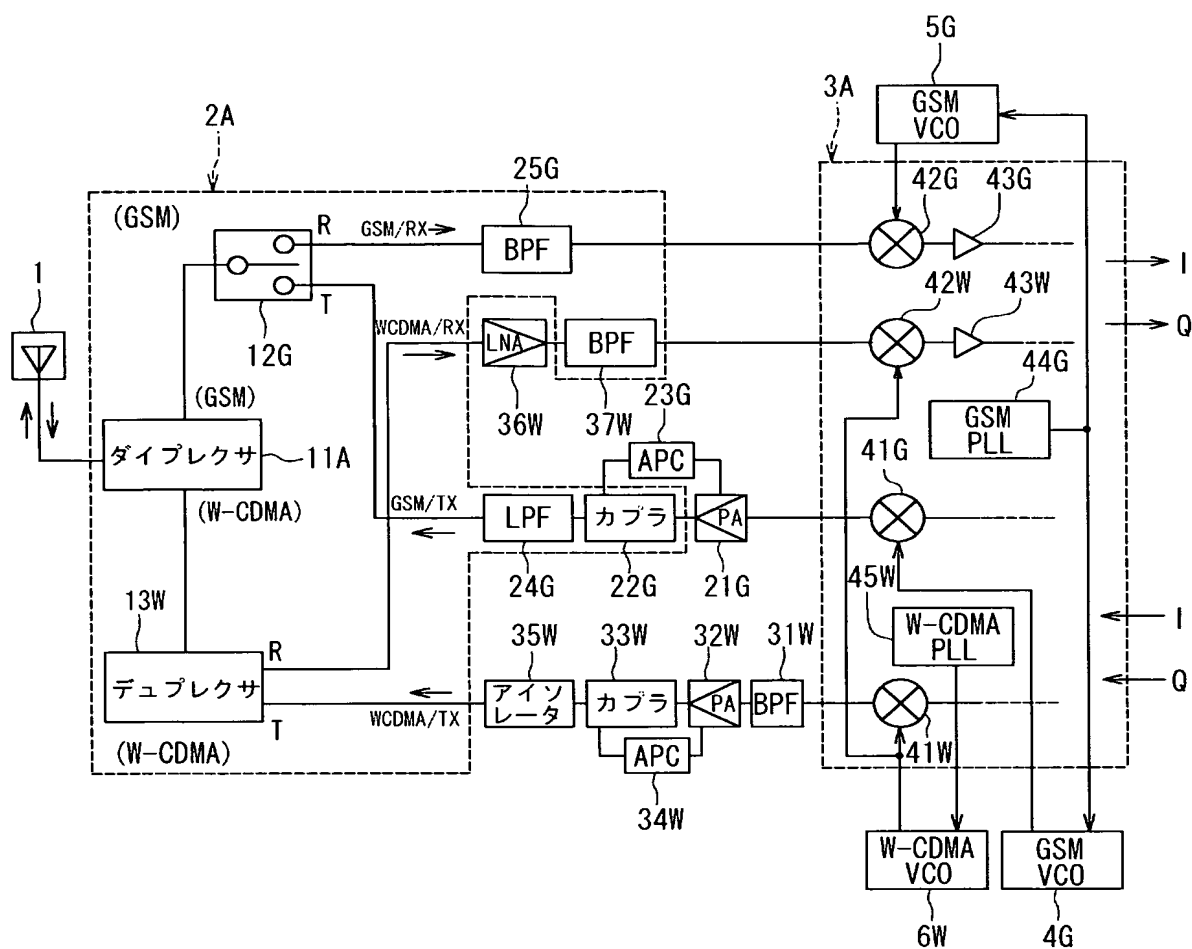 5G
3A
GSM
VCO
2A
25G
42G
43G
(GSM)
R
GSM/RX
BPF
I
T
12G
1
WCDMA/RX
LNA
BPF
42W
43W
Q
36W
37W
44G
(GSM)
23G
GSM
PLL
ダイプレクサ
11A
APC
41G
(W-CDMA)
GSM/TX
LPF
カプラ
PA
24G
22G
21G
45W
13W
35W
33W
32W
31W
W-CDMA
PLL
I
R
デュプレクサ
アイソ
レータ
カプラ
PA
BPF
Q
T
WCDMA/TX
(W-CDMA)
APC
41W
34W
W-CDMA
VCO
GSM
VCO
6W
4G